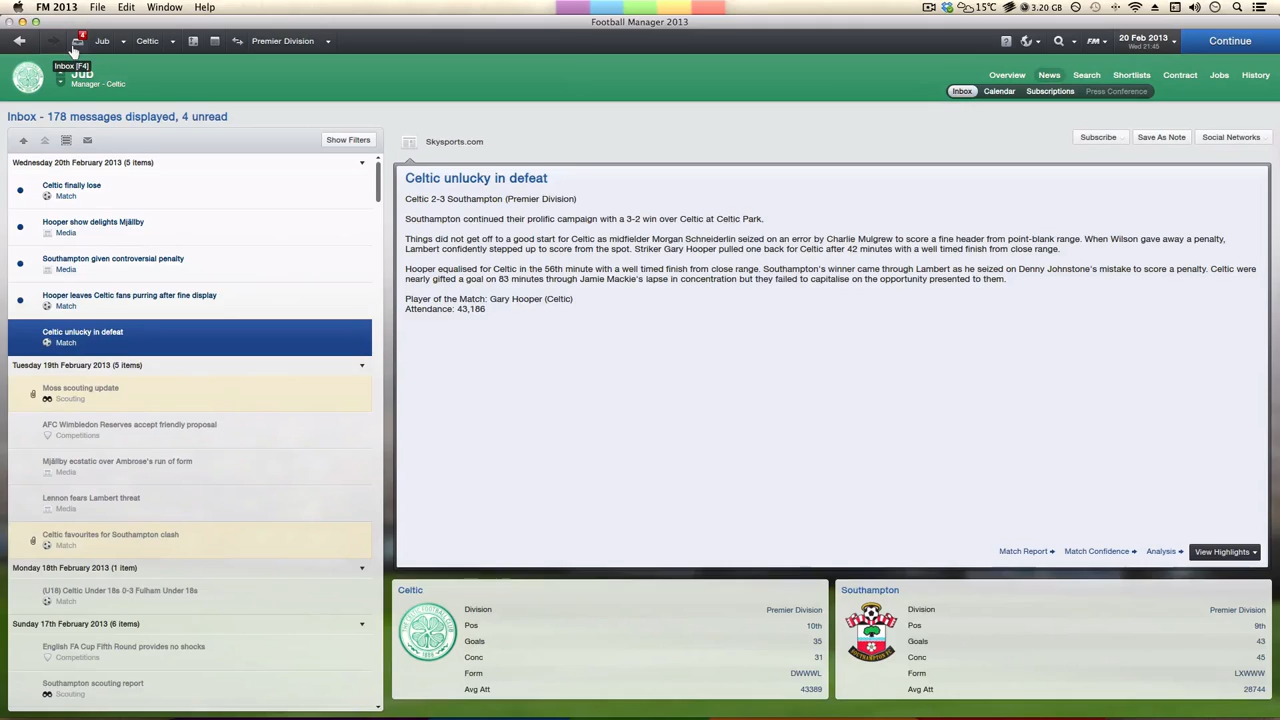 FM 2013 File Edit Window Help 15°C 3.20 GB
Football Manager 2013
4 Jub Celtic Premier Division FM 20 Feb 2013 Wed 21:45 Continue
Inbox [F4]
Jub
Manager - Celtic
Overview News Search Shortlists Contract Jobs History
Inbox Calendar Subscriptions Press Conference
Inbox - 178 messages displayed, 4 unread
Show Filters
Skysports.com
Subscribe Save As Note Social Networks
Wednesday 20th February 2013 (5 items)
Celtic finally lose
Match
Hooper show delights Mjällby
Media
Southampton given controversial penalty
Media
Hooper leaves Celtic fans purring after fine display
Match
Celtic unlucky in defeat
Match
Tuesday 19th February 2013 (5 items)
Moss scouting update
Scouting
AFC Wimbledon Reserves accept friendly proposal
Competitions
Mjällby ecstatic over Ambrose's run of form
Media
Lennon fears Lambert threat
Media
Celtic favourites for Southampton clash
Match
Monday 18th February 2013 (1 item)
(U18) Celtic Under 18s 0-3 Fulham Under 18s
Match
Sunday 17th February 2013 (6 items)
English FA Cup Fifth Round provides no shocks
Competitions
Southampton scouting report
Scouting
Celtic unlucky in defeat
Celtic 2-3 Southampton (Premier Division)
Southampton continued their prolific campaign with a 3-2 win over Celtic at Celtic Park.
Things did not get off to a good start for Celtic as midfielder Morgan Schneiderlin seized on an error by Charlie Mulgrew to score a fine header from point-blank range. When Wilson gave away a penalty,
Lambert confidently stepped up to score from the spot. Striker Gary Hooper pulled one back for Celtic after 42 minutes with a well timed finish from close range.
Hooper equalised for Celtic in the 56th minute with a well timed finish from close range. Southampton's winner came through Lambert as he seized on Denny Johnstone's mistake to score a penalty. Celtic were
nearly gifted a goal on 83 minutes through Jamie Mackie's lapse in concentration but they failed to capitalise on the opportunity presented to them.
Player of the Match: Gary Hooper (Celtic)
Attendance: 43,186
Match Report Match Confidence Analysis View Highlights
Celtic
Division Premier Division
Pos 10th
Goals 35
Conc 31
Form DWWWL
Avg Att 43389
Southampton
Division Premier Division
Pos 9th
Goals 43
Conc 45
Form LXWWW
Avg Att 28744